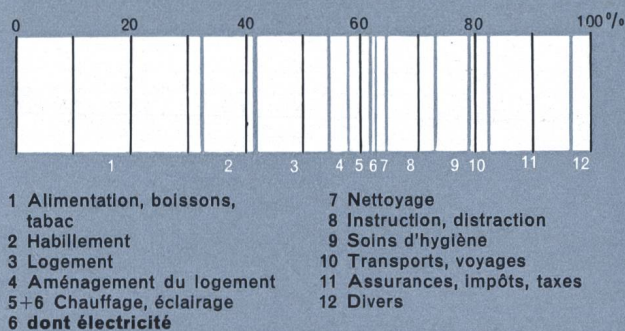 0 20 40 60 80 100%
1 2 3 4 5 6 7 8 9 10 11 12
1 Alimentation, boissons,
tabac
2 Habillement
3 Logement
4 Aménagement du logement
5+6 Chauffage, éclairage
6 dont électricité
7 Nettoyage
8 Instruction, distraction
9 Soins d'hygiène
10 Transports, voyages
11 Assurances, impôts, taxes
12 Divers